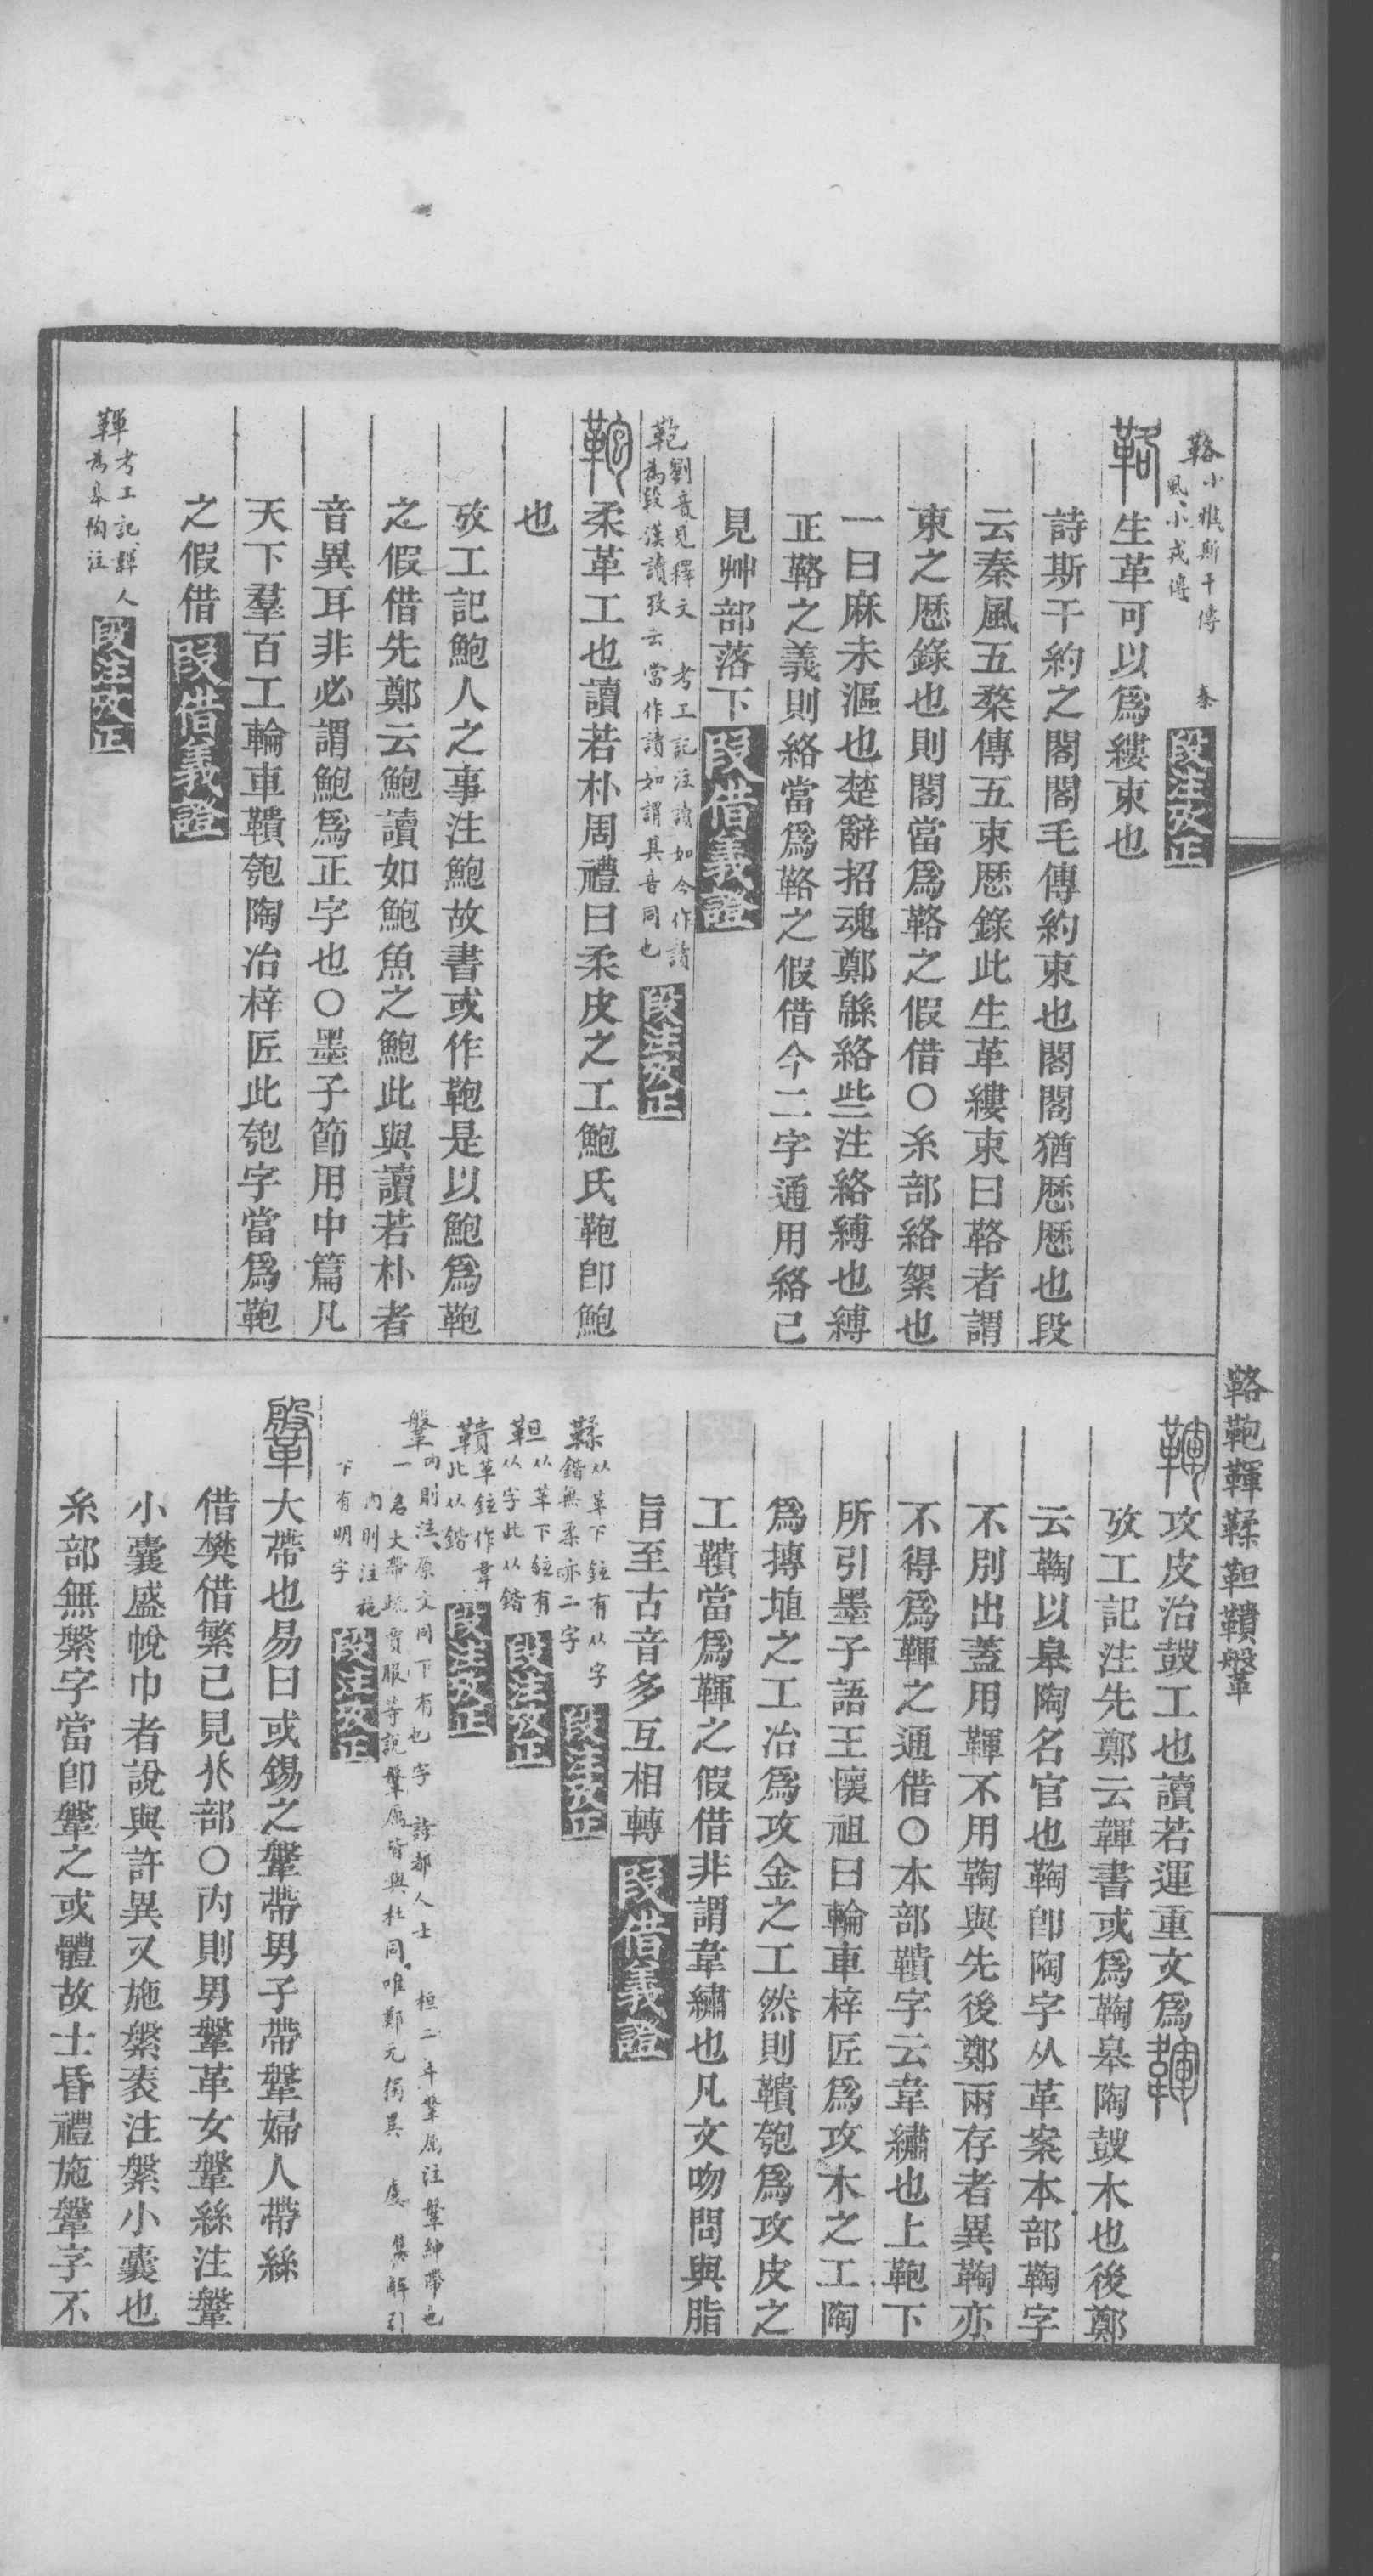 鞈鞄鞸鞣靼鞼鞶
鞈小雅斯干傳　秦
風小戎傳
段注攷正
鞈生革可以爲縷束也
詩斯干約之閣閣毛傳約束也閣閣猶厯厯也段
云秦風五楘傳五束厯錄此生革縷束曰鞈者謂
束之厯錄也則閣當爲鞈之假借〇糸部絡絮也
一曰麻未漚也楚辭招魂鄭緜絡些注絡縛也縛
正鞈之義則絡當爲鞈之假借今二字通用絡己
見艸部落下
叚借義證
鞄劉音見釋文　考工記注讀如今作讀
爲段漢讀攷云當作讀如謂其音同也
段注攷正
鞄柔革工也讀若朴周禮曰柔皮之工鮑氏鞄卽鮑
也
攷工記鮑人之事注鮑故書或作鞄是以鮑爲鞄
之假借先鄭云鮑讀如鮑魚之鮑此與讀若朴者
音異耳非必謂鮑爲正字也〇墨子節用中篇凡
天下羣百工輪車鞼匏陶冶梓匠此匏字當爲鞄
之假借
叚借義證
鞸考工記韗人
爲皋陶注
段注攷正
鞸攻皮治鼓工也讀若運重文爲韗
攷工記注先鄭云韗書或爲鞠皋陶鼓木也後鄭
云鞠以皋陶名官也鞠卽陶字从革案本部鞠字
不別出蓋用鞸不用鞠與先後鄭兩存者異鞠亦
不得爲鞸之通借〇本部鞼字云韋繡也上鞄下
所引墨子語王懷祖曰輪車梓匠爲攻木之工陶
爲摶埴之工冶爲攻金之工然則鞼匏爲攻皮之
工鞼當爲鞸之假借非謂韋繡也凡文吻問與脂
旨至古音多互相轉
叚借義證
鞣从革下鉉有从字
鍇無柔亦二字
段注攷正
靼从革下鉉有
从字此从鍇
段注攷正
鞼革鉉作韋
此从鍇
段注攷正
鞶內則注原文同下有也字　詩都人士　桓二年鞶厲注鞶紳帶也
一名大帶疏賈服等說鞶厲皆與杜同唯鄭元獨異　虞　集解引
內則注施
下有明字
段注攷正
鞶大帶也易曰或錫之鞶帶男子帶鞶婦人帶絲
借樊借繁己見𠬜部〇內則男鞶革女鞶絲注鞶
小囊盛帨巾者說與許異又施縏袠注縏小囊也
糸部無縏字當卽鞶之或體故士昏禮施鞶字不